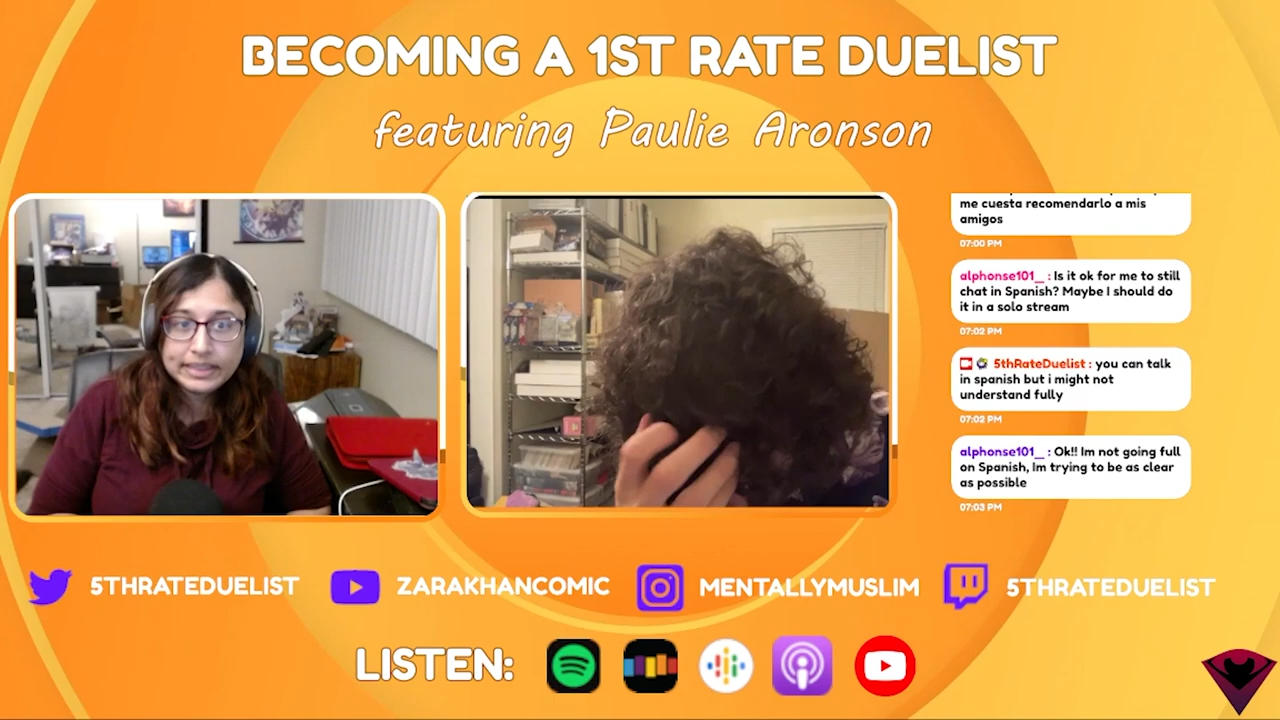 BECOMING A 1ST RATE DUELIST
featuring Paulie Aronson
me cuesta recomendarlo a mis
amigos
07:00 PM
alphonse101__ : Is it ok for me to still
chat in Spanish? Maybe I should do
it in a solo stream
07:02 PM
5thRateDuelist : you can talk
in spanish but i might not
understand fully
07:02 PM
alphonse101__ : Ok!! Im not going full
on Spanish, Im trying to be as clear
as possible
07:03 PM
5THRATEDUELIST
ZARAKHANCOMIC
MENTALLYMUSLIM
5THRATEDUELIST
LISTEN: